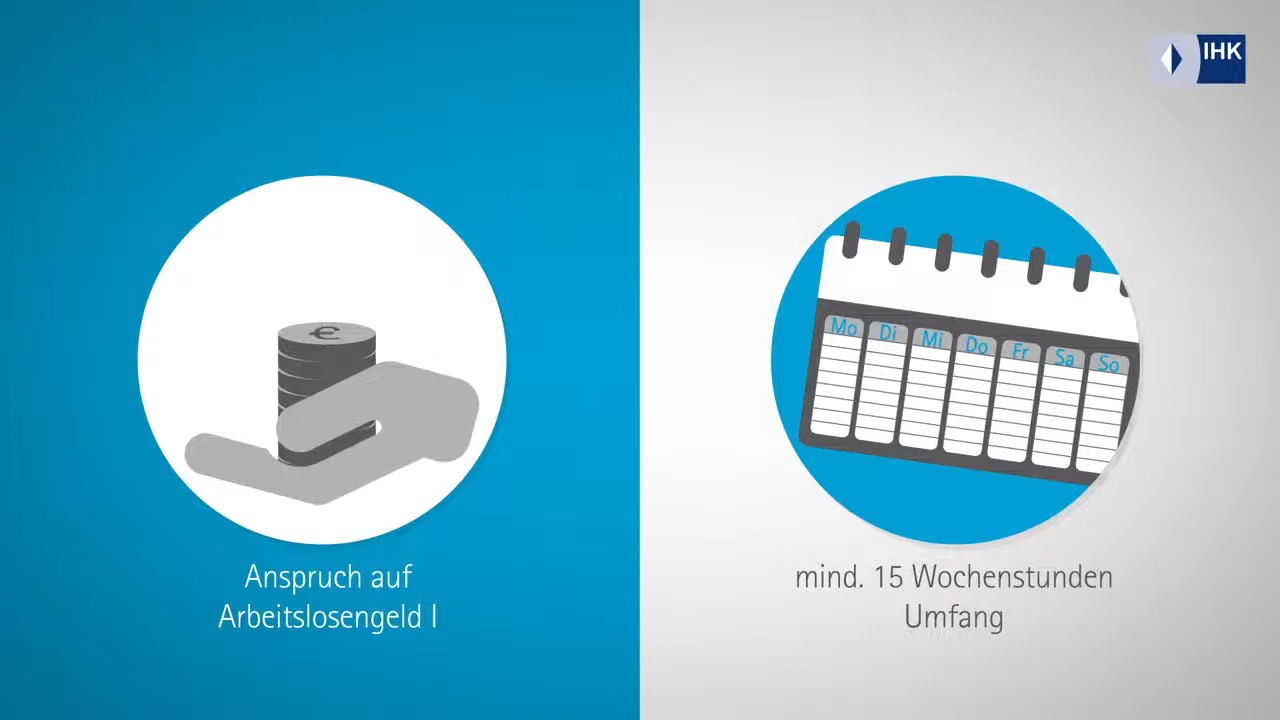 IHK
€
Mo Di Mi Do Fr Sa So
Anspruch auf
Arbeitslosengeld I
mind. 15 Wochenstunden
Umfang